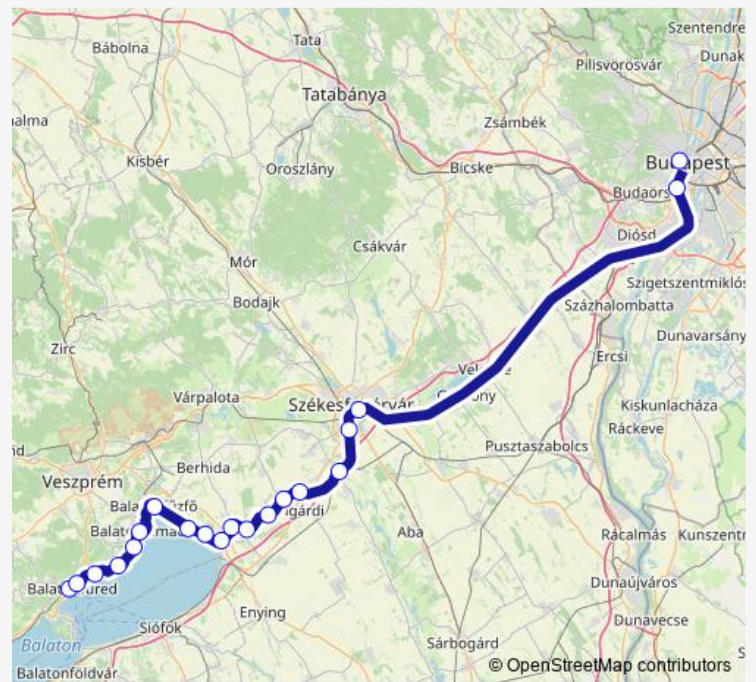 Szentendre
Bábolna
Tata
Pilisvörösvár
Dunak
Tatabánya
Zsámbék
Kisbér
Oroszlány
Bicske
Budapest
Budaörs
Csákvár
Diósd
Mór
Szigetszentmiklós
Bodajk
Százhalombatta
Dunavarsány
Zirc
Ercsi
Várpalota
Kiskunlacháza
Ráckeve
Berhida
Pusztaszabolcs
Veszprém
Aba
Rácalmás
Kunszent
Enying
Dunaújváros
Siófok
Dunavecse
Balaton
Sárbogárd
Balatonföldvár
© OpenStreetMap contributors